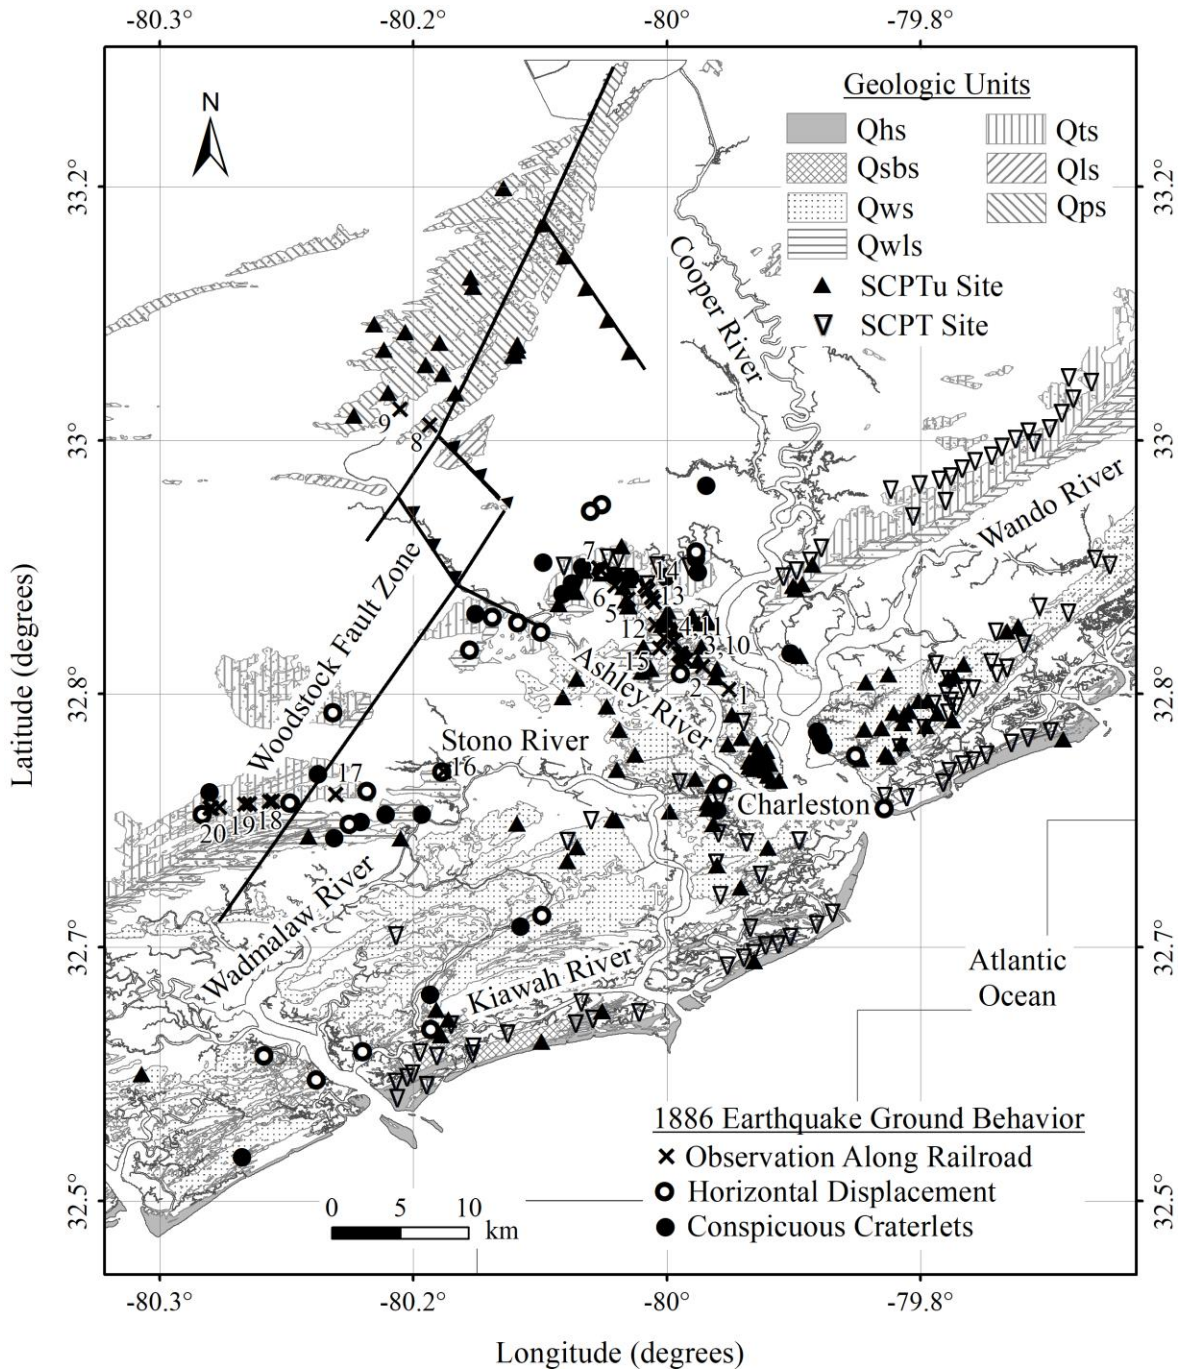 -80.3°
-80.2°
-80°
-79.8°
N
Geologic Units
Qhs
Qts
Qsbs
Qls
Qws
Qps
Qwls
SCPTu Site
SCPT Site
33.2°
33.2°
Cooper River
9
8
33°
33°
Wando River
7
14
6
13
5
12
4,11
3,10
15
2
1
Woodstock Fault Zone
Ashley River
32.8°
32.8°
Stono River
16
17
20
19
18
Charleston
Wadmalaw River
Kiawah River
32.7°
32.7°
Atlantic
Ocean
Latitude (degrees)
1886 Earthquake Ground Behavior
Observation Along Railroad
Horizontal Displacement
Conspicuous Craterlets
0 5 10
km
32.5°
32.5°
-80.3°
-80.2°
-80°
-79.8°
Longitude (degrees)